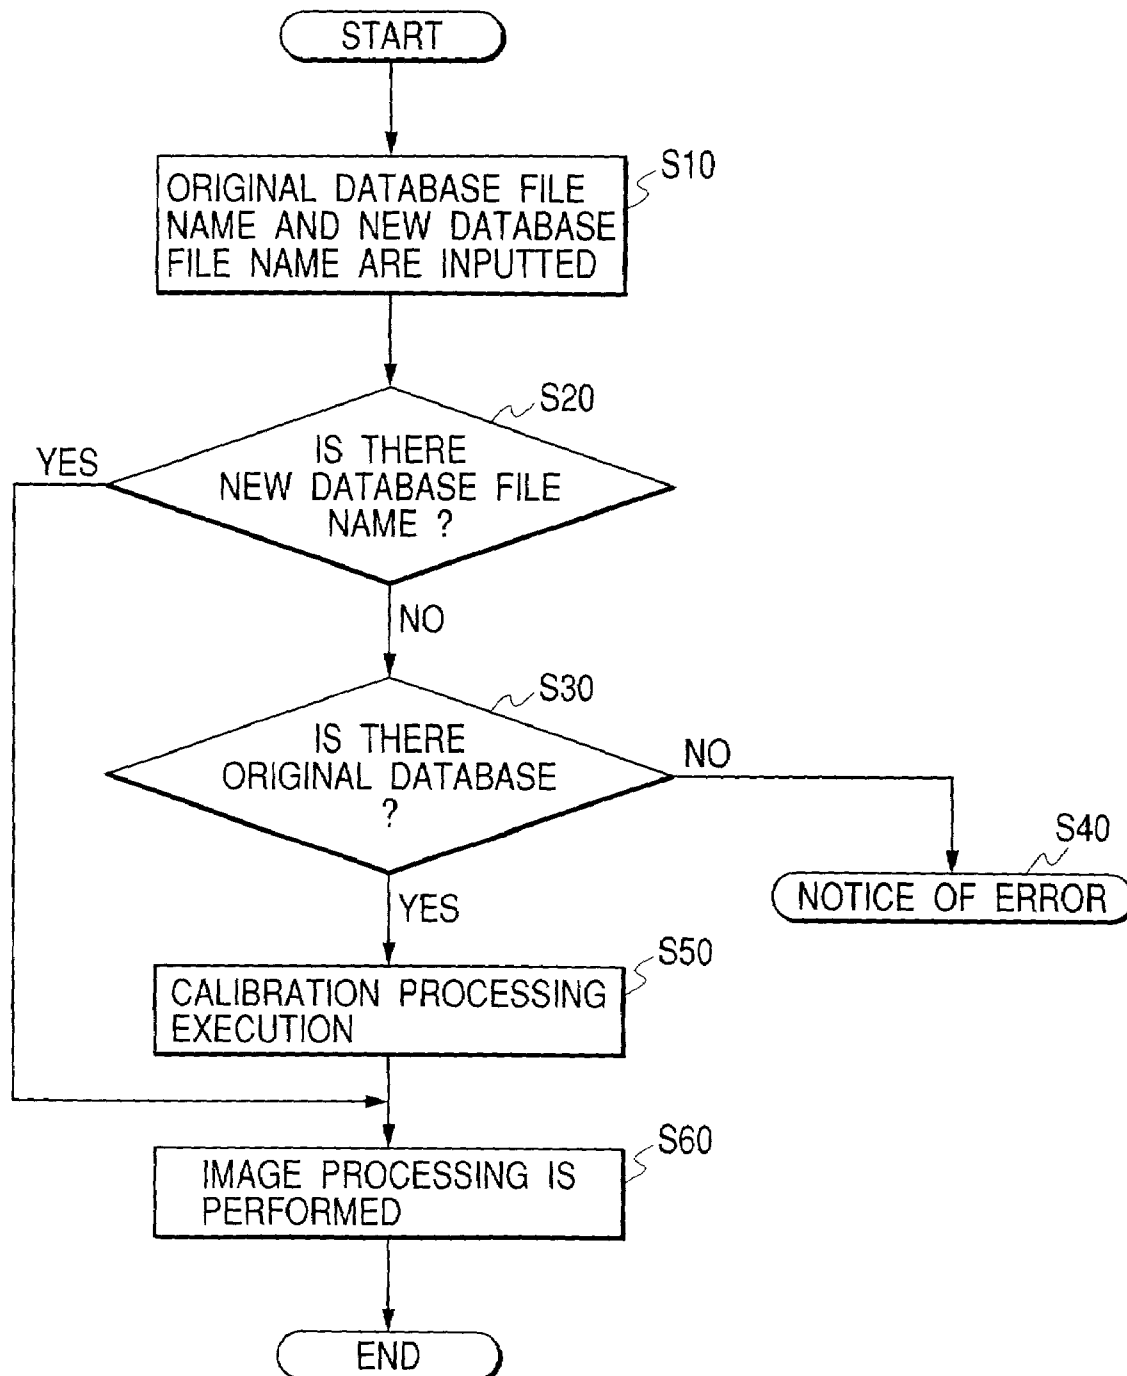 START
S10
ORIGINAL DATABASE FILE
NAME AND NEW DATABASE
FILE NAME ARE INPUTTED
S20
YES
IS THERE
NEW DATABASE FILE
NAME ?
NO
S30
IS THERE
ORIGINAL DATABASE
?
NO
S40
NOTICE OF ERROR
YES
S50
CALIBRATION PROCESSING
EXECUTION
S60
IMAGE PROCESSING IS
PERFORMED
END